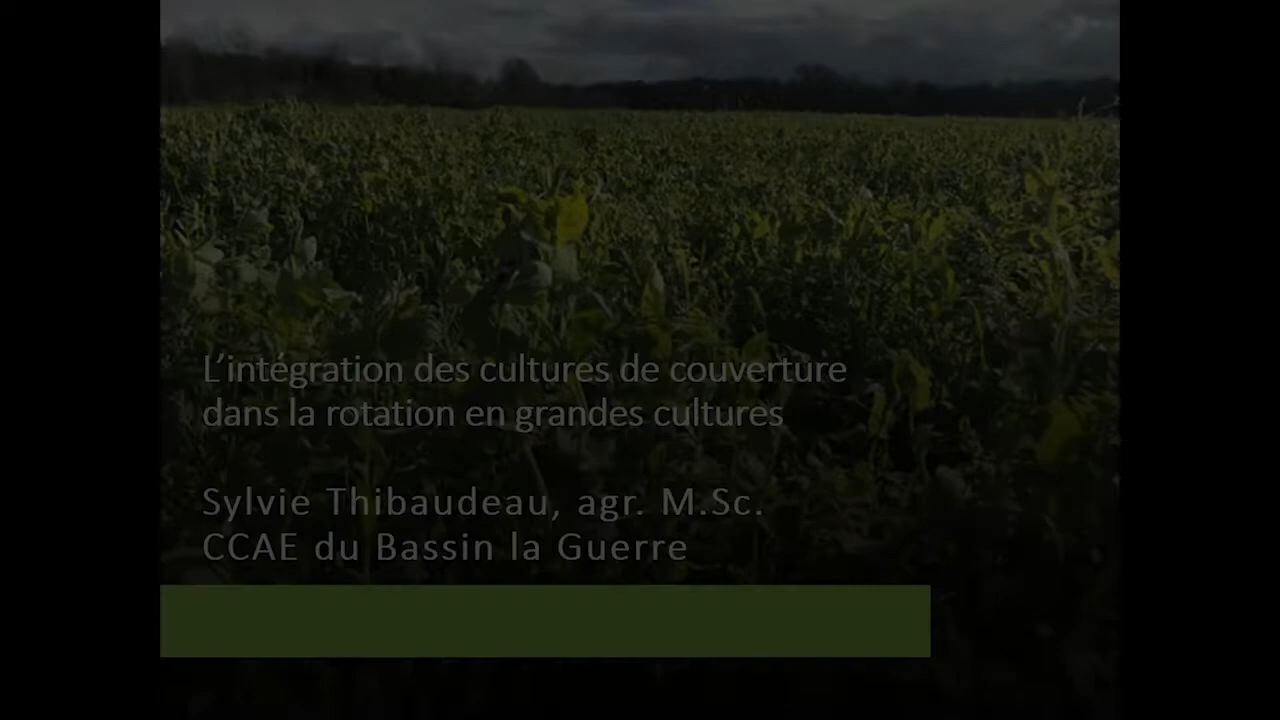 L’intégration des cultures de couverture
dans la rotation en grandes cultures
Sylvie Thibaudeau, agr. M.Sc.
CCAE du Bassin la Guerre